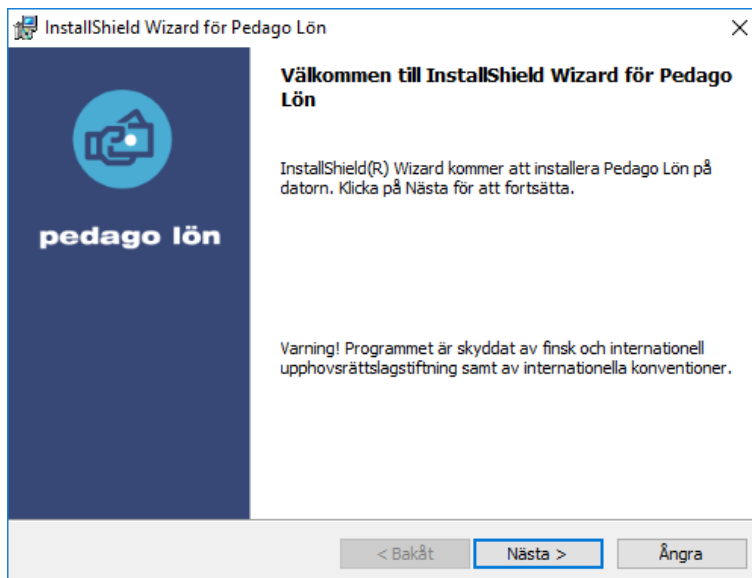 InstallShield Wizard för Pedago Lön
Välkommen till InstallShield Wizard för Pedago
Lön
InstallShield(R) Wizard kommer att installera Pedago Lön på
datorn. Klicka på Nästa för att fortsätta.
pedago lön
Varning! Programmet är skyddat av finsk och internationell
upphovsrättslagstiftning samt av internationella konventioner.
< Bakåt
Nästa >
Ångra